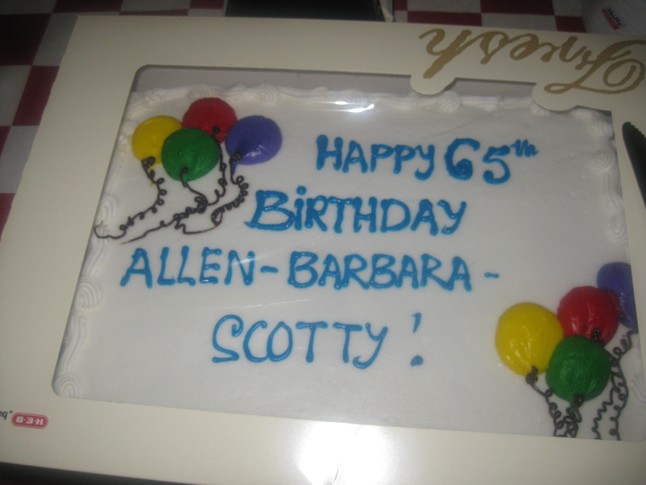 Fresh
HAPPY 65th
BIRTHDAY
ALLEN-BARBARA-
SCOTTY!
H-E-B